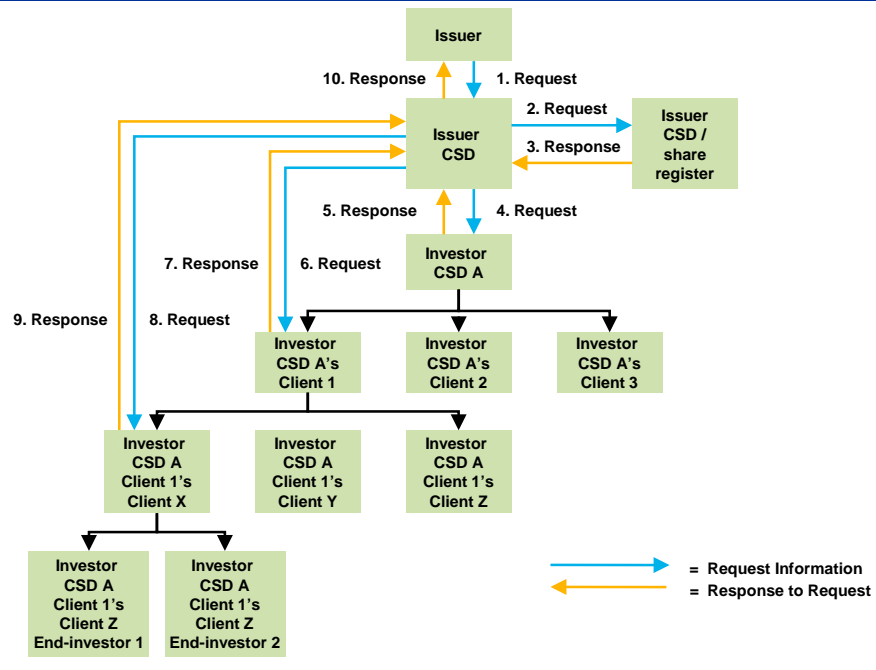 Issuer
10. Response
1. Request
2. Request
Issuer
CSD
Issuer
CSD /
share
register
3. Response
5. Response
4. Request
7. Response
6. Request
Investor
CSD A
9. Response
8. Request
Investor
CSD A's
Client 1
Investor
CSD A's
Client 2
Investor
CSD A's
Client 3
Investor
CSD A
Client 1's
Client X
Investor
CSD A
Client 1's
Client Y
Investor
CSD A
Client 1's
Client Z
Investor
CSD A
Client 1's
Client Z
End-investor 1
Investor
CSD A
Client 1's
Client Z
End-investor 2
= Request Information
= Response to Request